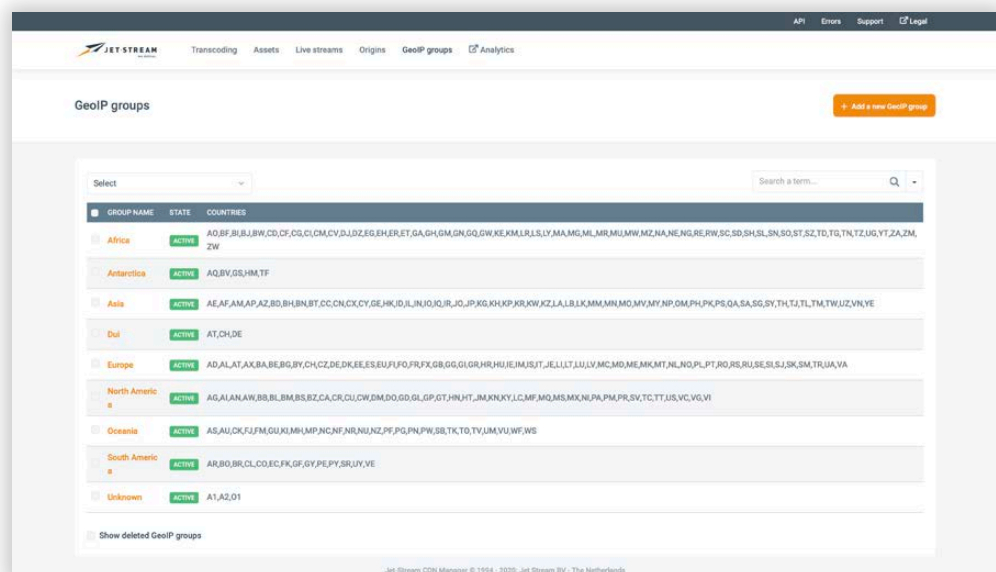 API Errors Support Legal
JET-STREAM
Transcoding Assets Live streams Origins GeoIP groups Analytics
GeoIP groups
+ Add a new GeoIP group
Select
Search a term...
GROUP NAME STATE COUNTRIES
Africa ACTIVE AO,BF,BI,BJ,BW,CD,CF,CG,CI,CM,CV,DJ,DZ,EG,EH,ER,ET,GA,GH,GM,GN,GQ,GW,KE,KM,LR,LS,LY,MA,MG,ML,MR,MU,MW,MZ,NA,NE,NG,RE,RW,SC,SD,SH,SL,SN,SO,ST,SZ,TD,TG,TN,TZ,UG,YT,ZA,ZM,
ZW
Antarctica ACTIVE AQ,BV,GS,HM,TF
Asia ACTIVE AE,AF,AM,AP,AZ,BD,BH,BN,BT,CC,CN,CX,CY,GE,HK,ID,IL,IN,IO,IQ,IR,JO,JP,KG,KH,KP,KR,KW,KZ,LA,LB,LK,MM,MN,MO,MV,MY,NP,OM,PH,PK,PS,QA,SA,SG,SY,TH,TJ,TL,TM,TW,UZ,VN,YE
Dui ACTIVE AT,CH,DE
Europe ACTIVE AD,AL,AT,AX,BA,BE,BG,BY,CH,CZ,DE,DK,EE,ES,EU,FI,FO,FR,FX,GB,GG,GI,GR,HR,HU,IE,IM,IS,IT,JE,LI,LT,LU,LV,MC,MD,ME,MK,MT,NL,NO,PL,PT,RO,RS,RU,SE,SI,SJ,SK,SM,TR,UA,VA
North Americ
a ACTIVE AG,AI,AN,AW,BB,BL,BM,BS,BZ,CA,CR,CU,CW,DM,DO,GD,GL,GP,GT,HN,HT,JM,KN,KY,LC,MF,MQ,MS,MX,NI,PA,PM,PR,SV,TC,TT,US,VC,VG,VI
Oceania ACTIVE AS,AU,CK,FJ,FM,GU,KI,MH,MP,NC,NF,NR,NU,NZ,PF,PG,PN,PW,SB,TK,TO,TV,UM,VU,WF,WS
South Americ
a ACTIVE AR,BO,BR,CL,CO,EC,FK,GF,GY,PE,PY,SR,UY,VE
Unknown ACTIVE A1,A2,O1
Show deleted GeoIP groups
Jet-Stream CDN Manager © 1994 - 2020; Jet Stream BV - The Netherlands